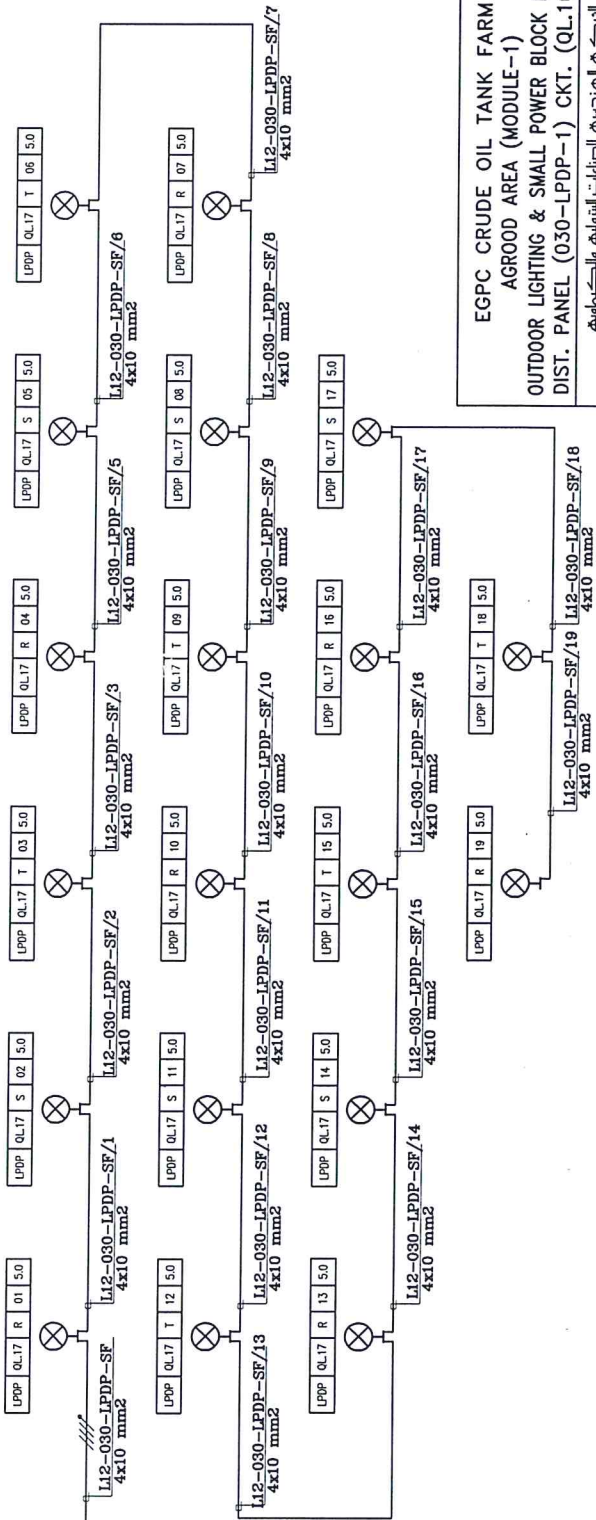 LPDP QL.17 R 01 5.0
LPDP QL.17 S 02 5.0
LPDP QL.17 T 03 5.0
LPDP QL.17 R 04 5.0
LPDP QL.17 S 05 5.0
LPDP QL.17 T 06 5.0
L12-030-LPDP-SF
4x10 mm2
L12-030-LPDP-SF/1
4x10 mm2
L12-030-LPDP-SF/2
4x10 mm2
L12-030-LPDP-SF/3
4x10 mm2
L12-030-LPDP-SF/5
4x10 mm2
L12-030-LPDP-SF/6
4x10 mm2
LPDP QL.17 T 12 5.0
LPDP QL.17 S 11 5.0
LPDP QL.17 R 10 5.0
LPDP QL.17 T 09 5.0
LPDP QL.17 S 08 5.0
LPDP QL.17 R 07 5.0
L12-030-LPDP-SF/13
4x10 mm2
L12-030-LPDP-SF/12
4x10 mm2
L12-030-LPDP-SF/11
4x10 mm2
L12-030-LPDP-SF/10
4x10 mm2
L12-030-LPDP-SF/9
4x10 mm2
L12-030-LPDP-SF/8
4x10 mm2
L12-030-LPDP-SF/7
4x10 mm2
LPDP QL.17 R 13 5.0
LPDP QL.17 S 14 5.0
LPDP QL.17 T 15 5.0
LPDP QL.17 R 16 5.0
LPDP QL.17 S 17 5.0
L12-030-LPDP-SF/14
4x10 mm2
L12-030-LPDP-SF/15
4x10 mm2
L12-030-LPDP-SF/16
4x10 mm2
L12-030-LPDP-SF/17
4x10 mm2
LPDP QL.17 R 19 5.0
LPDP QL.17 T 18 5.0
L12-030-LPDP-SF/19
4x10 mm2
L12-030-LPDP-SF/18
4x10 mm2
EGPC CRUDE OIL TANK FARM
AGROOD AREA (MODULE-1)
OUTDOOR LIGHTING & SMALL POWER BLOCK
DIST. PANEL (030-LPDP-1) CKT. (QL.1
الهندسية للصناعات البترولية والكيماوية